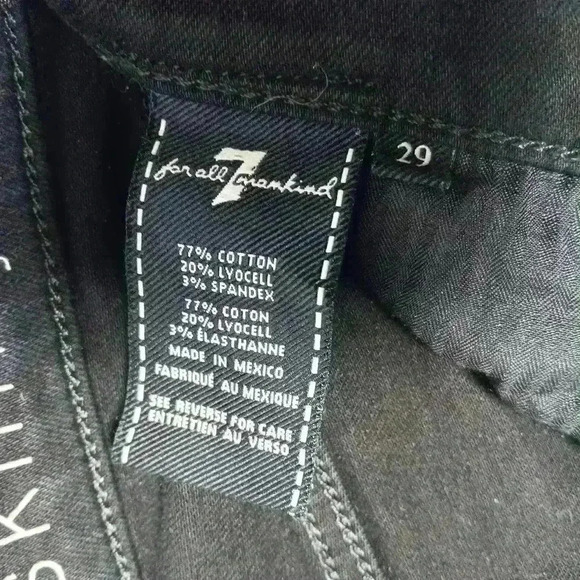 for all 7 mankind
29
77% COTTON
20% LYOCELL
3% SPANDEX
77% COTON
20% LYOCELL
3% ÉLASTHANNE
MADE IN MEXICO
FABRIQUÉ AU MEXIQUE
SEE REVERSE FOR CARE
ENTRETIEN AU VERSO